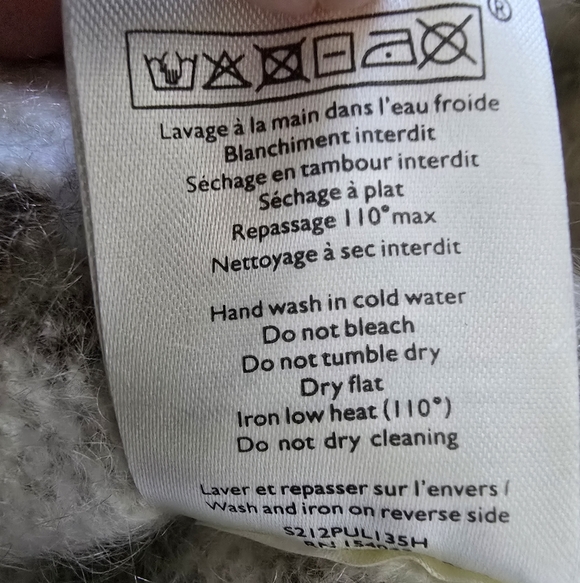 ®
Lavage à la main dans l'eau froide
Blanchiment interdit
Séchage en tambour interdit
Séchage à plat
Repassage 110° max
Nettoyage à sec interdit
Hand wash in cold water
Do not bleach
Do not tumble dry
Dry flat
Iron low heat (110°)
Do not dry cleaning
Laver et repasser sur l'envers /
Wash and iron on reverse side
S212PUL135H
RN